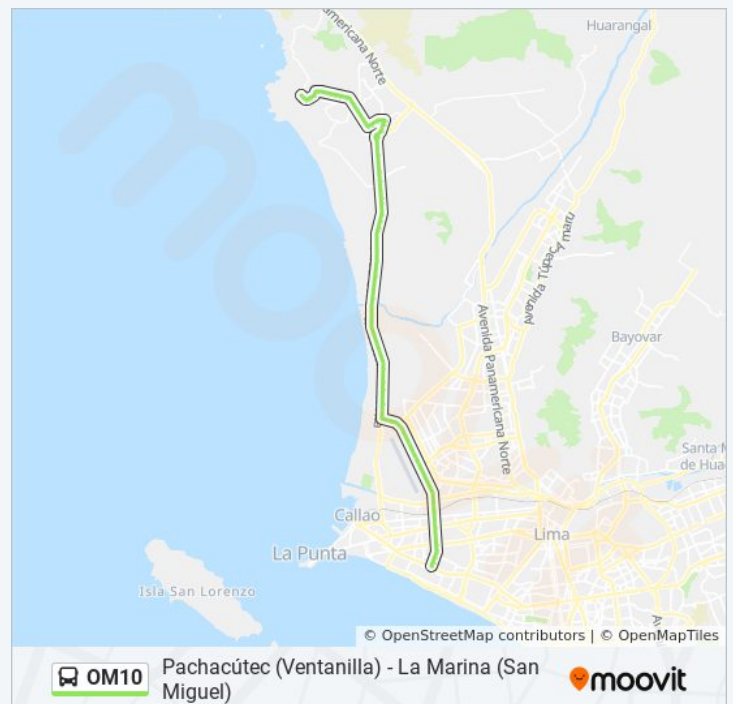 Huarangal
Panamericana Norte
Avenida Túpac Amaru
Avenida Panamericana Norte
Bayovar
Santa M
de Hua
Callao
Lima
La Punta
Isla San Lorenzo
Av
© OpenStreetMap contributors | © OpenMapTiles
OM10
Pachacútec (Ventanilla) - La Marina (San
Miguel)
moovit